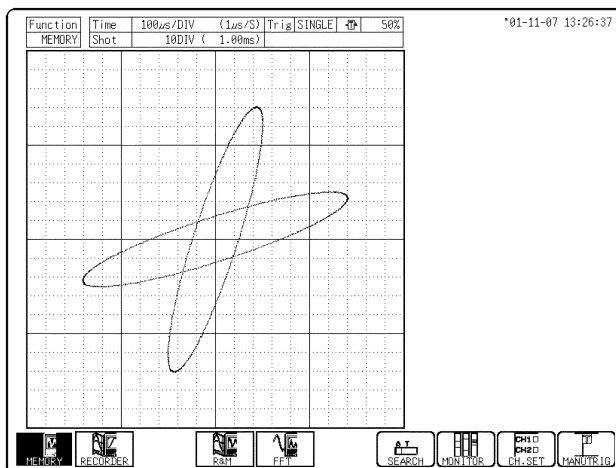 Function Time 100µs/DIV (1µs/S) Trig SINGLE 50% '01-11-07 13:26:37
MEMORY Shot 10DIV ( 1.00ms)
MEMORY RECORDER R&M FFT SEARCH MONITOR CH1 CH2 CH.SET MANUTRIG